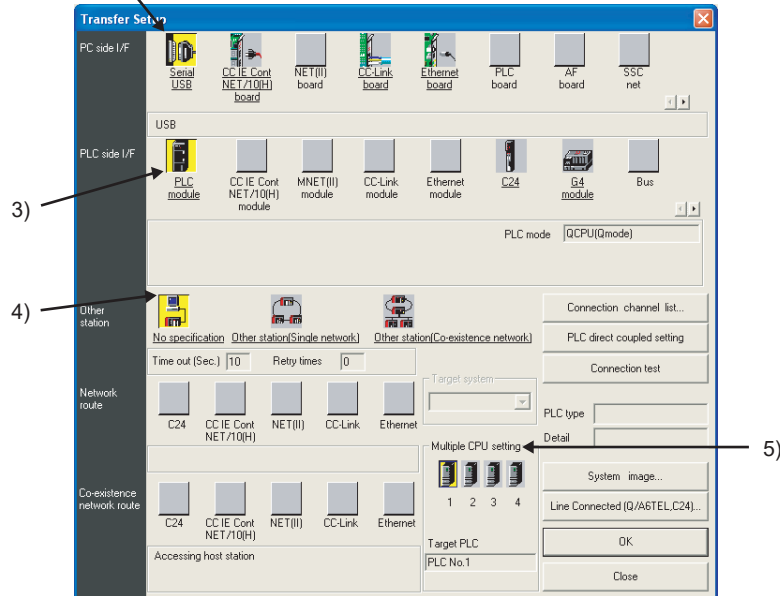 Transfer Setup
PC side I/F
Serial USB
CC IE Cont NET/10(H) board
NET(II) board
CC-Link board
Ethernet board
PLC board
AF board
SSC net
USB
PLC side I/F
PLC module
CC IE Cont NET/10(H) module
MNET(II) module
CC-Link module
Ethernet module
C24
G4 module
Bus
3)
PLC mode QCPU(Qmode)
4)
Other station
No specification
Other station(Single network)
Other station(Co-existence network)
Time out (Sec.) 10 Retry times 0
Connection channel list...
PLC direct coupled setting
Connection test
Target system
Network route
C24
CC IE Cont NET/10(H)
NET(II)
CC-Link
Ethernet
PLC type
Detail
Multiple CPU setting
5)
1 2 3 4
System image...
Line Connected (Q/A6TEL,C24)...
Co-existence network route
C24
CC IE Cont NET/10(H)
NET(II)
CC-Link
Ethernet
Target PLC
PLC No.1
Accessing host station
OK
Close